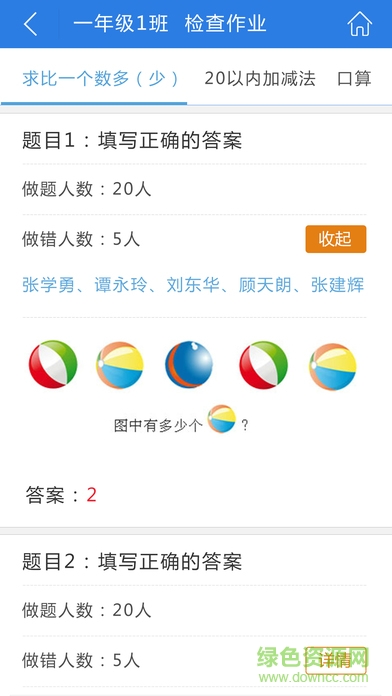 一年级1班 检查作业
求比一个数多（少） 20以内加减法 口算
题目1：填写正确的答案
做题人数：20人
做错人数：5人 收起
张学勇、谭永玲、刘东华、顾天朗、张建辉
图中有多少个 ？
答案：2
题目2：填写正确的答案
做题人数：20人
做错人数：5人 详情
绿色资源网
www.downcc.com